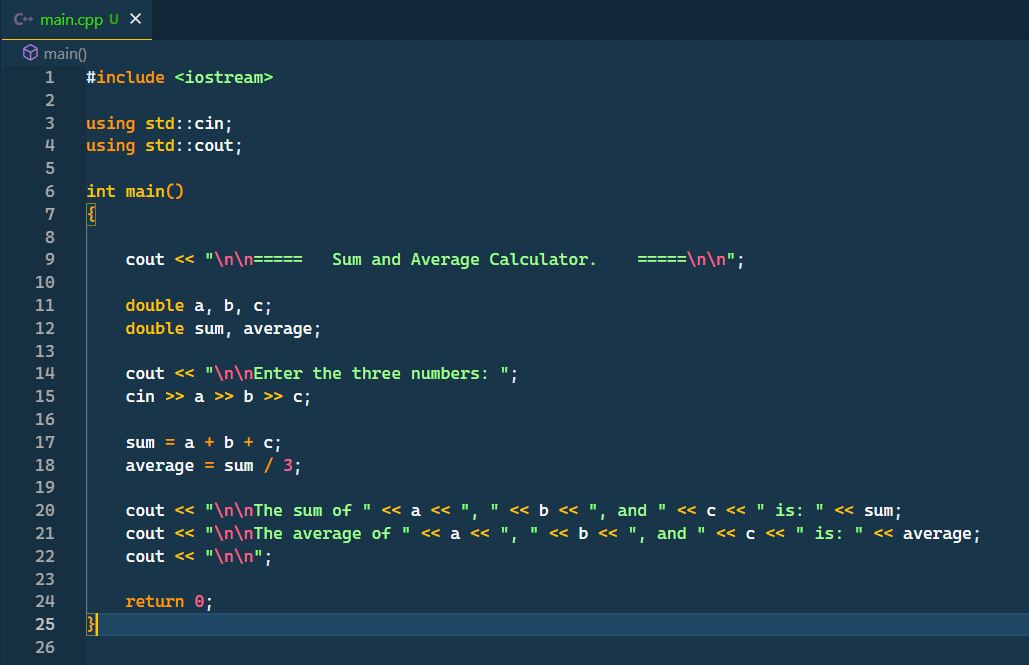 C++ main.cpp U ×
main()
1 #include <iostream>
2
3 using std::cin;
4 using std::cout;
5
6 int main()
7 {
8
9     cout << "\n\n=====   Sum and Average Calculator.    =====\n\n";
10
11     double a, b, c;
12     double sum, average;
13
14     cout << "\n\nEnter the three numbers: ";
15     cin >> a >> b >> c;
16
17     sum = a + b + c;
18     average = sum / 3;
19
20     cout << "\n\nThe sum of " << a << ", " << b << ", and " << c << " is: " << sum;
21     cout << "\n\nThe average of " << a << ", " << b << ", and " << c << " is: " << average;
22     cout << "\n\n";
23
24     return 0;
25 }
26